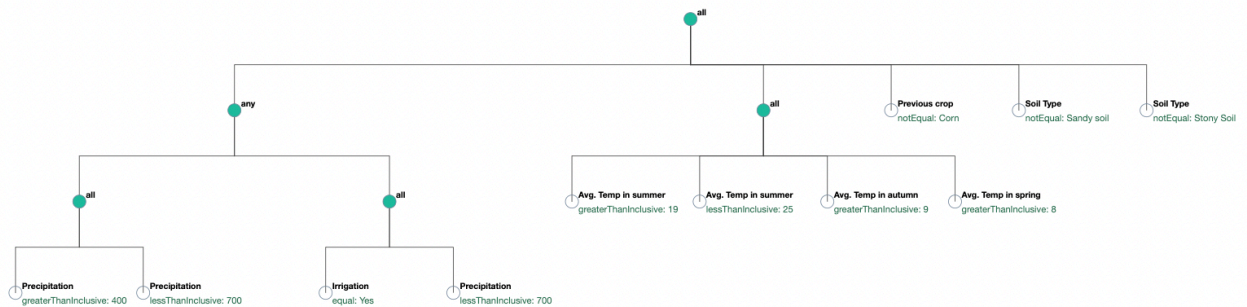 all
any
all
Previous crop
notEqual: Corn
Soil Type
notEqual: Sandy soil
Soil Type
notEqual: Stony Soil
all
all
Avg. Temp in summer
greaterThanInclusive: 19
Avg. Temp in summer
lessThanInclusive: 25
Avg. Temp in autumn
greaterThanInclusive: 9
Avg. Temp in spring
greaterThanInclusive: 8
Precipitation
greaterThanInclusive: 400
Precipitation
lessThanInclusive: 700
Irrigation
equal: Yes
Precipitation
lessThanInclusive: 700